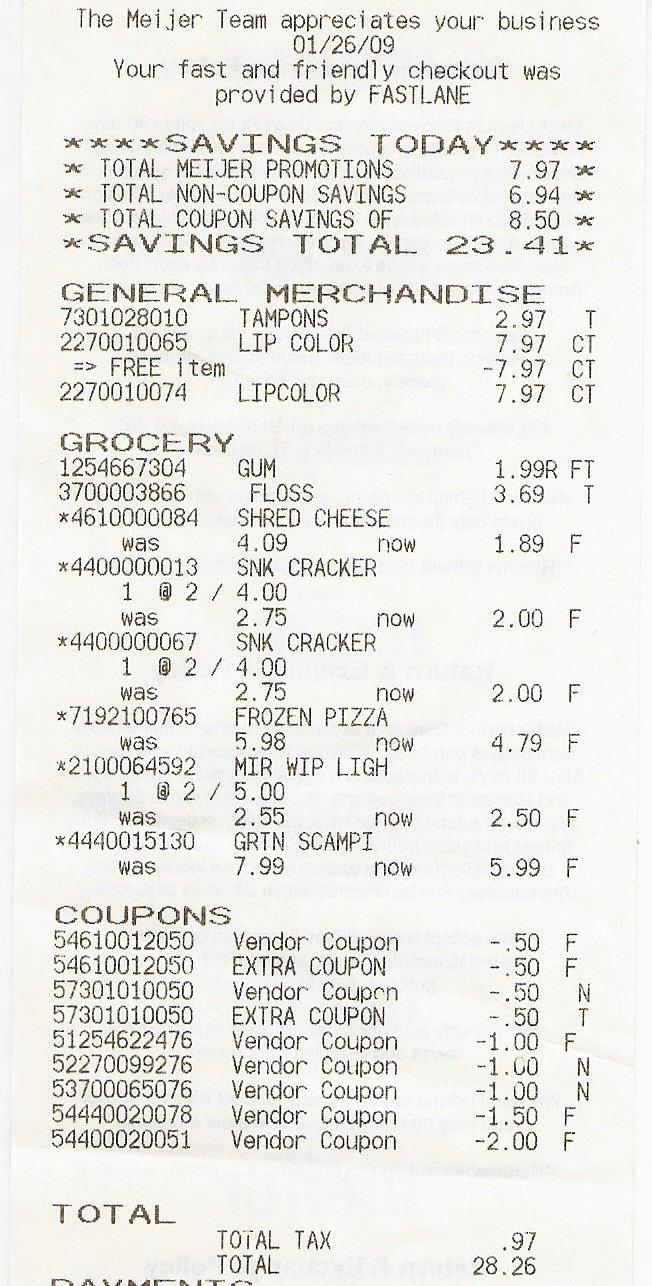 The Meijer Team appreciates your business
01/26/09
Your fast and friendly checkout was
provided by FASTLANE
****SAVINGS TODAY****
* TOTAL MEIJER PROMOTIONS 7.97 *
* TOTAL NON-COUPON SAVINGS 6.94 *
* TOTAL COUPON SAVINGS OF 8.50 *
*SAVINGS TOTAL 23.41*
GENERAL MERCHANDISE
7301028010 TAMPONS 2.97 T
2270010065 LIP COLOR 7.97 CT
=> FREE item -7.97 CT
2270010074 LIPCOLOR 7.97 CT
GROCERY
1254667304 GUM 1.99R FT
3700003866 FLOSS 3.69 T
*4610000084 SHRED CHEESE
was 4.09 now 1.89 F
*4400000013 SNK CRACKER
1 @ 2 / 4.00
was 2.75 now 2.00 F
*4400000067 SNK CRACKER
1 @ 2 / 4.00
was 2.75 now 2.00 F
*7192100765 FROZEN PIZZA
was 5.98 now 4.79 F
*2100064592 MIR WIP LIGH
1 @ 2 / 5.00
was 2.55 now 2.50 F
*4440015130 GRTN SCAMPI
was 7.99 now 5.99 F
COUPONS
54610012050 Vendor Coupon -.50 F
54610012050 EXTRA COUPON -.50 F
57301010050 Vendor Coupon -.50 N
57301010050 EXTRA COUPON -.50 T
51254622476 Vendor Coupon -1.00 F
52270099276 Vendor Coupon -1.00 N
53700065076 Vendor Coupon -1.00 N
54440020078 Vendor Coupon -1.50 F
54400020051 Vendor Coupon -2.00 F
TOTAL
TOTAL TAX .97
TOTAL 28.26
PAYMENTS